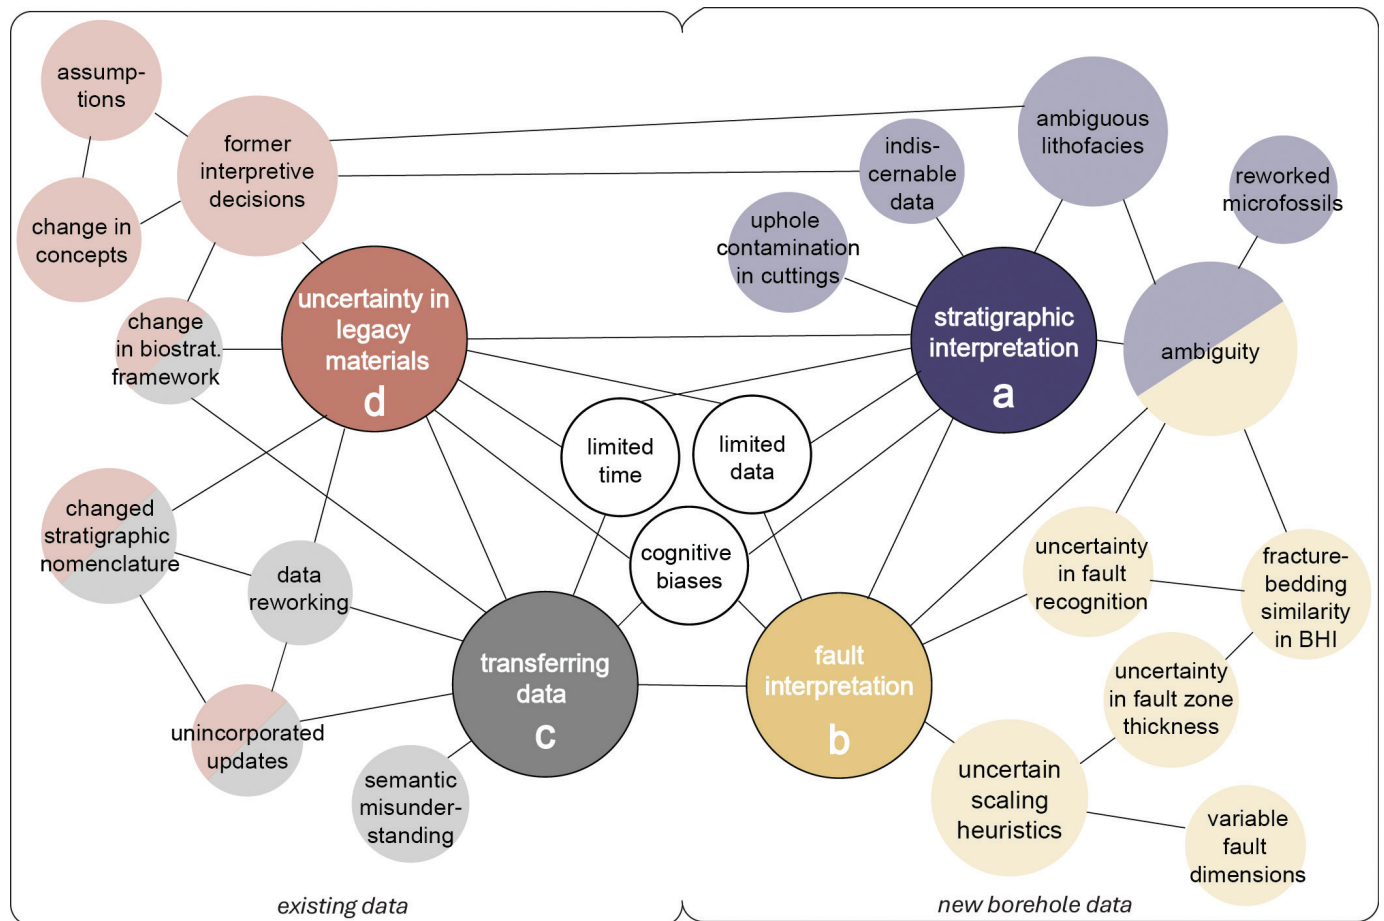 assump-
tions
former
interpretive
decisions
change in
concepts
change
in biostrat.
framework
uncertainty in
legacy
materials
d
changed
stratigraphic
nomenclature
data
reworking
unincorporated
updates
semantic
misunder-
standing
transferring
data
c
limited
time
limited
data
cognitive
biases
indis-
cernable
data
uphole
contamination
in cuttings
ambiguous
lithofacies
reworked
microfossils
stratigraphic
interpretation
a
ambiguity
uncertainty
in fault
recognition
fracture-
bedding
similarity
in BHI
uncertainty
in fault zone
thickness
fault
interpretation
b
uncertain
scaling
heuristics
variable
fault
dimensions
existing data
new borehole data